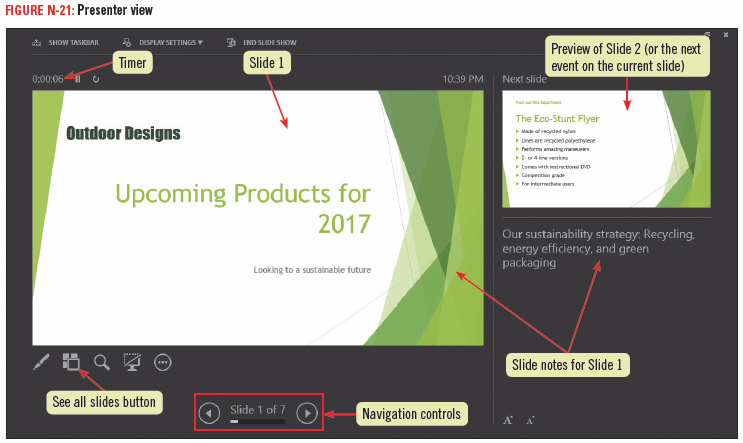 FIGURE N-21: Presenter view
SHOW TASKBAR
DISPLAY SETTINGS ▼
END SLIDE SHOW
Timer
Slide 1
Preview of Slide 2 (or the next
event on the current slide)
0:00:06
10:39 PM
Next slide
Outdoor Designs
Upcoming Products for
2017
Looking to a sustainable future
The Eco-Stunt Flyer
Made of recycled nylon
Lines are recycled polyethylene
Performs amazing maneuvers
2- or 4-line versions
Comes with instructional DVD
Competition grade
For intermediate users
Our sustainability strategy: Recycling,
energy efficiency, and green
packaging
Slide notes for Slide 1
See all slides button
Slide 1 of 7
Navigation controls
A A